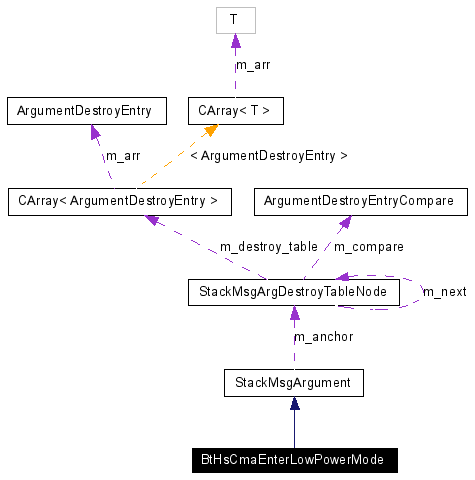 T
m_arr
ArgumentDestroyEntry
CArray< T >
m_arr
< ArgumentDestroyEntry >
CArray< ArgumentDestroyEntry >
ArgumentDestroyEntryCompare
m_destroy_table
m_compare
StackMsgArgDestroyTableNode
m_next
m_anchor
StackMsgArgument
BtHsCmaEnterLowPowerMode